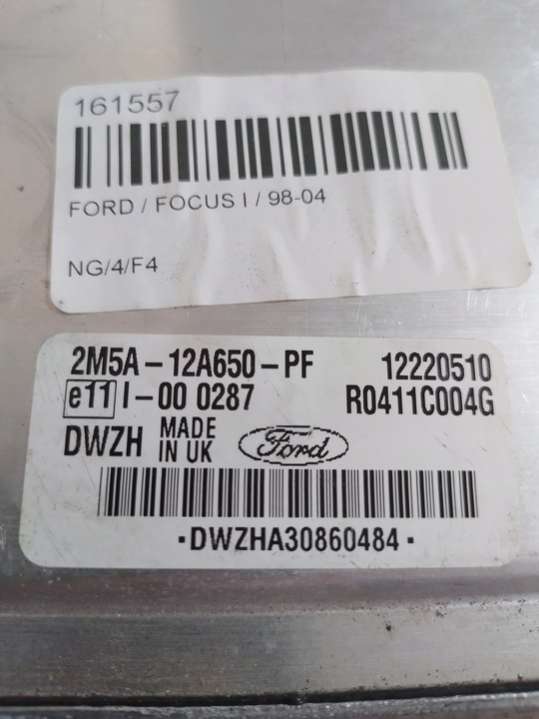 161557
FORD / FOCUS I / 98-04
NG/4/F4
2M5A-12A650-PF 12220510
e11 I-00 0287 R0411C004G
DWZH MADE IN UK Ford
·DWZHA30860484·